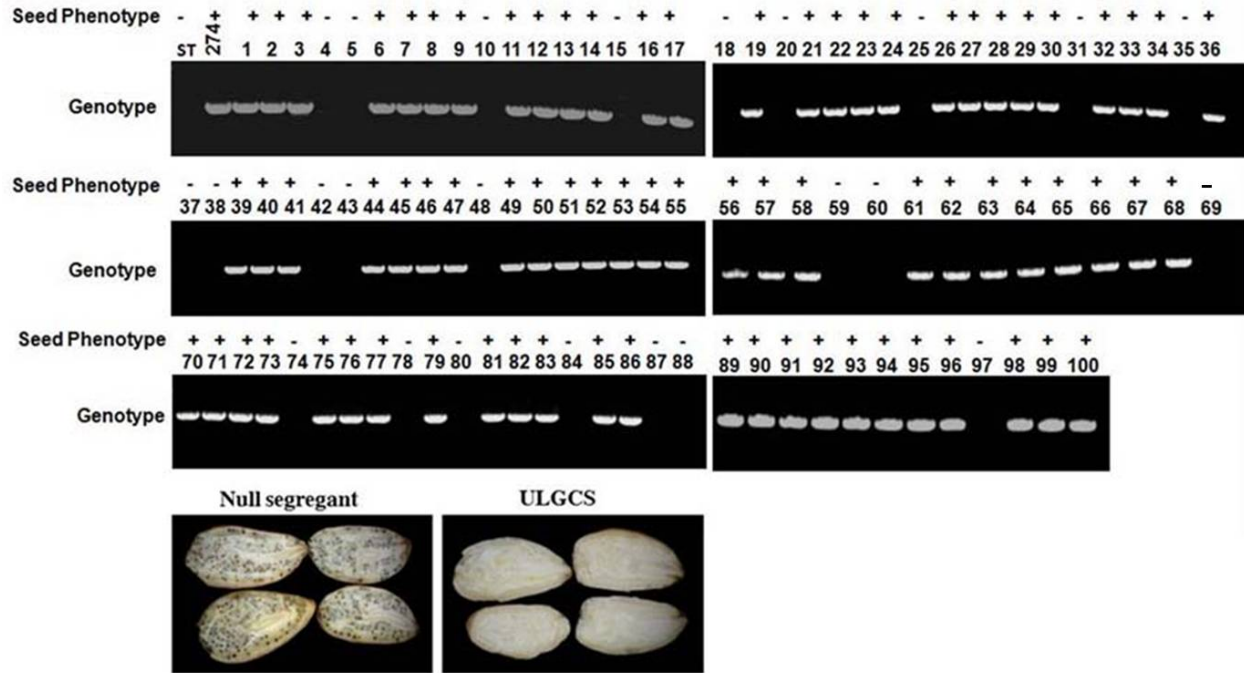 Seed Phenotype - + + + + - - + + + + - + + + + - + + - + - + + + + - + + + + + - + + + - +
ST 274 1 2 3 4 5 6 7 8 9 10 11 12 13 14 15 16 17 18 19 20 21 22 23 24 25 26 27 28 29 30 31 32 33 34 35 36
Genotype
Seed Phenotype - - + + + - - + + + + - + + + + + + + + + + - - + + + + + + + + -
37 38 39 40 41 42 43 44 45 46 47 48 49 50 51 52 53 54 55 56 57 58 59 60 61 62 63 64 65 66 67 68 69
Genotype
Seed Phenotype + + + + - + + + - + - + + + - + + - - + + + + + + + + - + + +
70 71 72 73 74 75 76 77 78 79 80 81 82 83 84 85 86 87 88 89 90 91 92 93 94 95 96 97 98 99 100
Genotype
Null segregant ULGCS